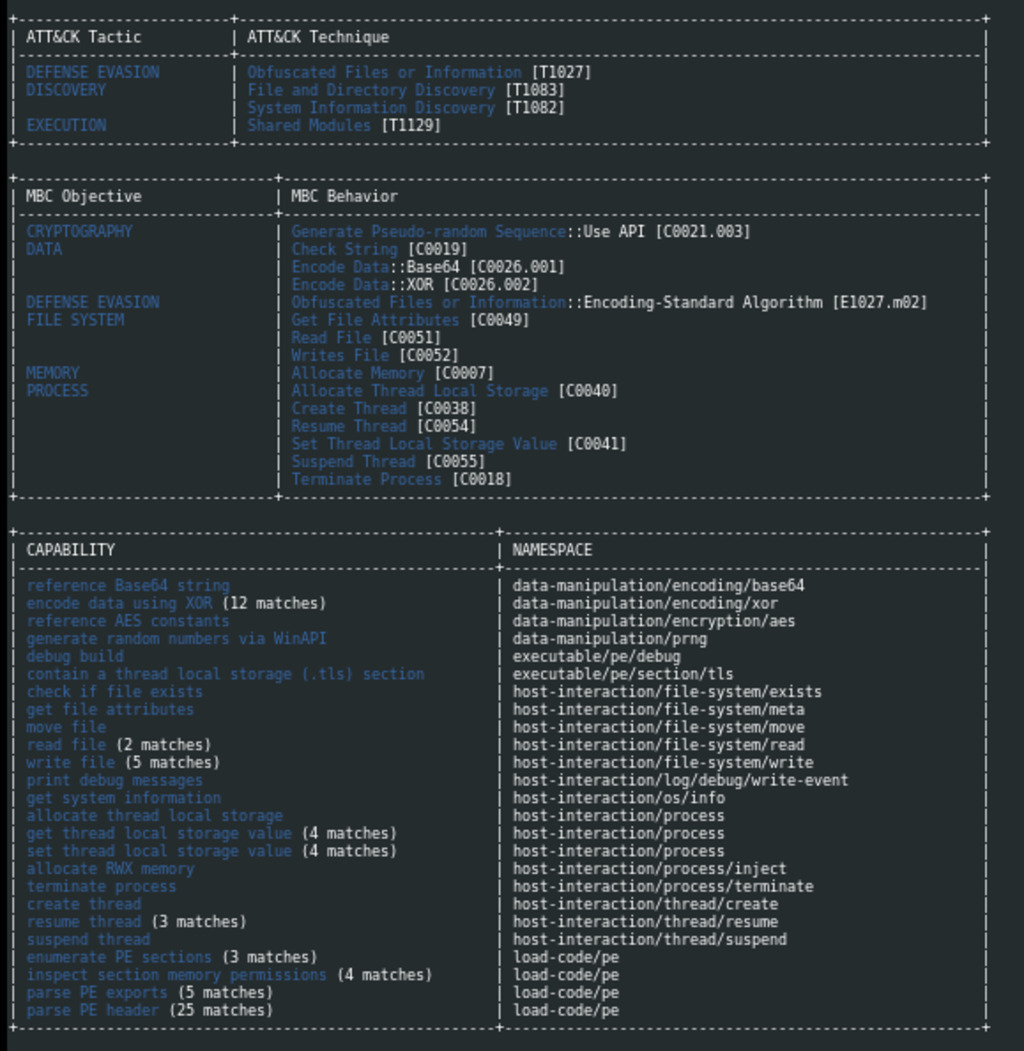 ATT&CK Tactic | ATT&CK Technique
DEFENSE EVASION | Obfuscated Files or Information [T1027]
DISCOVERY | File and Directory Discovery [T1083]
| System Information Discovery [T1082]
EXECUTION | Shared Modules [T1129]
MBC Objective | MBC Behavior
CRYPTOGRAPHY | Generate Pseudo-random Sequence::Use API [C0021.003]
DATA | Check String [C0019]
| Encode Data::Base64 [C0026.001]
| Encode Data::XOR [C0026.002]
DEFENSE EVASION | Obfuscated Files or Information::Encoding-Standard Algorithm [E1027.m02]
FILE SYSTEM | Get File Attributes [C0049]
| Read File [C0051]
| Writes File [C0052]
MEMORY | Allocate Memory [C0007]
PROCESS | Allocate Thread Local Storage [C0040]
| Create Thread [C0038]
| Resume Thread [C0054]
| Set Thread Local Storage Value [C0041]
| Suspend Thread [C0055]
| Terminate Process [C0018]
CAPABILITY | NAMESPACE
reference Base64 string | data-manipulation/encoding/base64
encode data using XOR (12 matches) | data-manipulation/encoding/xor
reference AES constants | data-manipulation/encryption/aes
generate random numbers via WinAPI | data-manipulation/prng
debug build | executable/pe/debug
contain a thread local storage (.tls) section | executable/pe/section/tls
check if file exists | host-interaction/file-system/exists
get file attributes | host-interaction/file-system/meta
move file | host-interaction/file-system/move
read file (2 matches) | host-interaction/file-system/read
write file (5 matches) | host-interaction/file-system/write
print debug messages | host-interaction/log/debug/write-event
get system information | host-interaction/os/info
allocate thread local storage | host-interaction/process
get thread local storage value (4 matches) | host-interaction/process
set thread local storage value (4 matches) | host-interaction/process
allocate RWX memory | host-interaction/process/inject
terminate process | host-interaction/process/terminate
create thread | host-interaction/thread/create
resume thread (3 matches) | host-interaction/thread/resume
suspend thread | host-interaction/thread/suspend
enumerate PE sections (3 matches) | load-code/pe
inspect section memory permissions (4 matches) | load-code/pe
parse PE exports (5 matches) | load-code/pe
parse PE header (25 matches) | load-code/pe